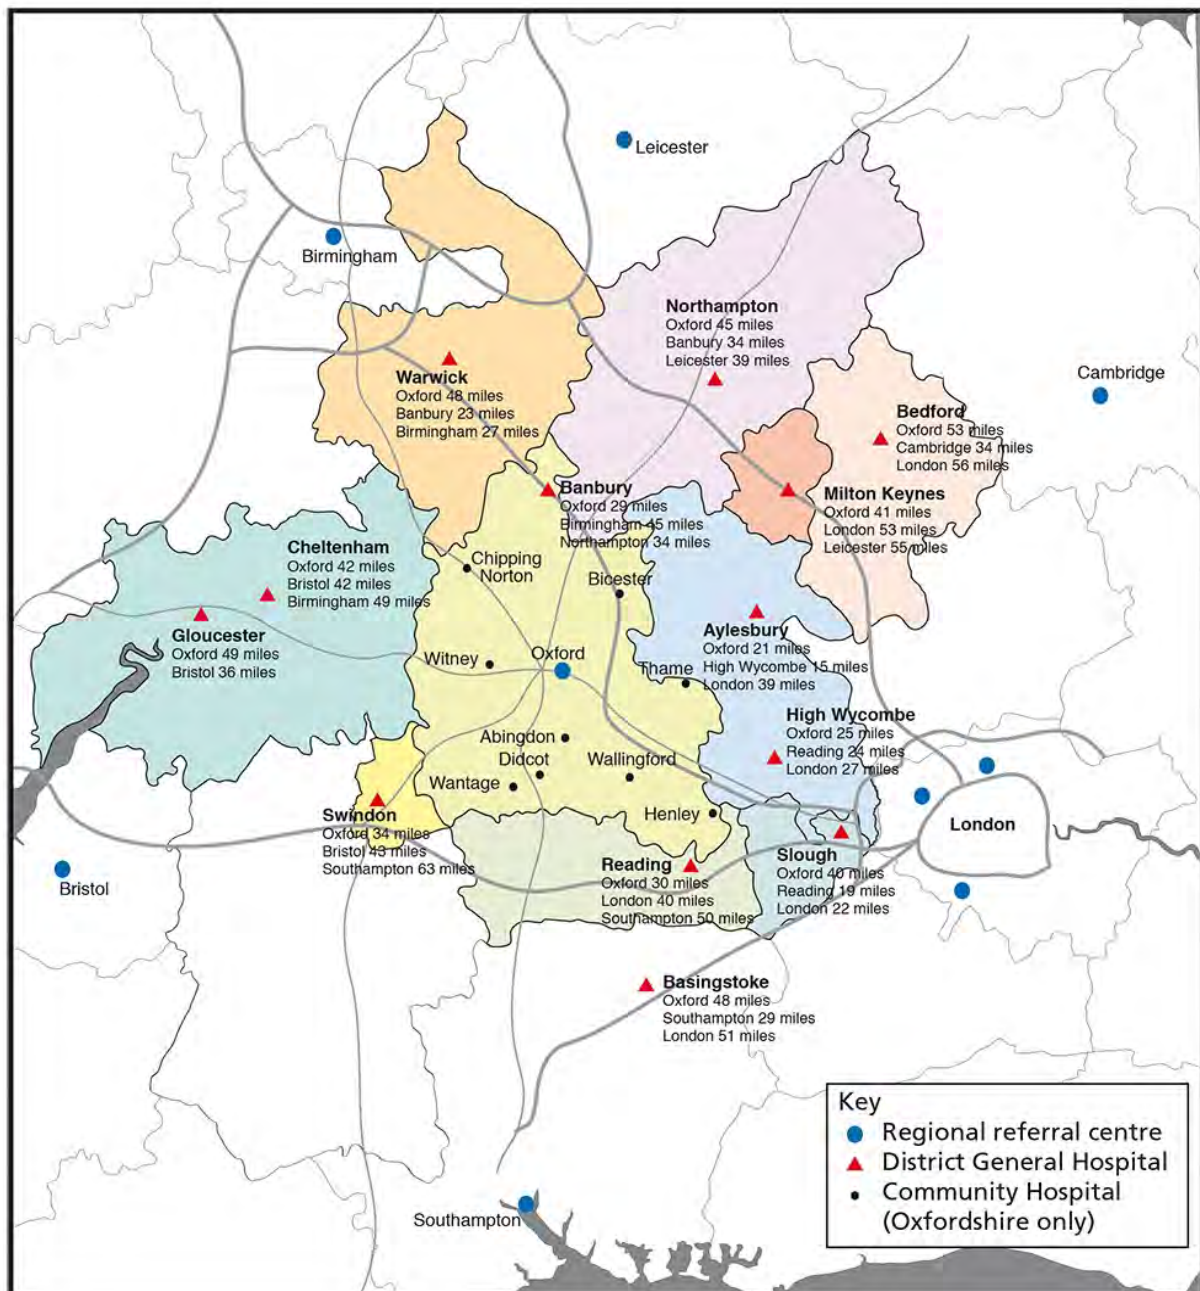 Leicester
Birmingham
Northampton
Oxford 45 miles
Banbury 34 miles
Leicester 39 miles
Warwick
Oxford 48 miles
Banbury 23 miles
Birmingham 27 miles
Cambridge
Bedford
Oxford 53 miles
Cambridge 34 miles
London 56 miles
Banbury
Oxford 29 miles
Birmingham 45 miles
Northampton 34 miles
Milton Keynes
Oxford 41 miles
London 53 miles
Leicester 55 miles
Cheltenham
Oxford 42 miles
Bristol 42 miles
Birmingham 49 miles
Chipping
Norton
Bicester
Gloucester
Oxford 49 miles
Bristol 36 miles
Witney
Oxford
Thame
Aylesbury
Oxford 21 miles
High Wycombe 15 miles
London 39 miles
High Wycombe
Oxford 25 miles
Reading 24 miles
London 27 miles
Abingdon
Didcot
Wallingford
Wantage
Henley
Swindon
Oxford 34 miles
Bristol 43 miles
Southampton 63 miles
London
Bristol
Reading
Oxford 30 miles
London 40 miles
Southampton 50 miles
Slough
Oxford 40 miles
Reading 19 miles
London 22 miles
Basingstoke
Oxford 48 miles
Southampton 29 miles
London 51 miles
Southampton
Key
Regional referral centre
District General Hospital
Community Hospital
(Oxfordshire only)